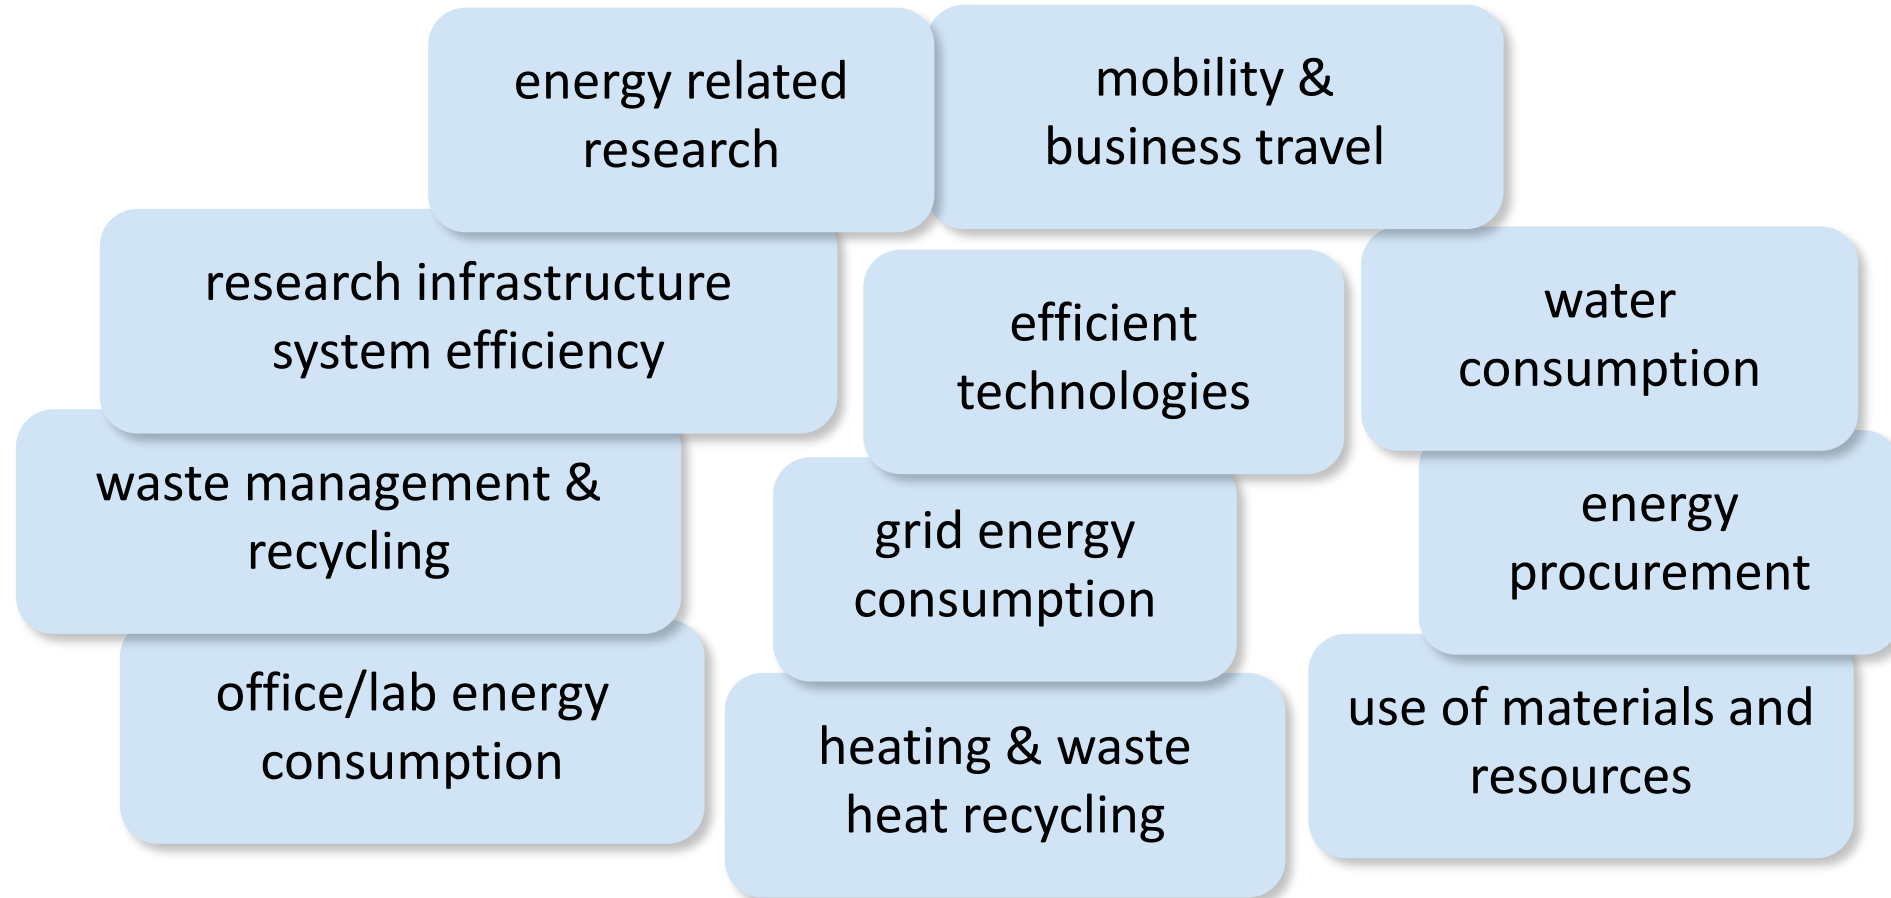 energy related
research
mobility &
business travel
research infrastructure
system efficiency
efficient
technologies
water
consumption
waste management &
recycling
grid energy
consumption
energy
procurement
office/lab energy
consumption
heating & waste
heat recycling
use of materials and
resources